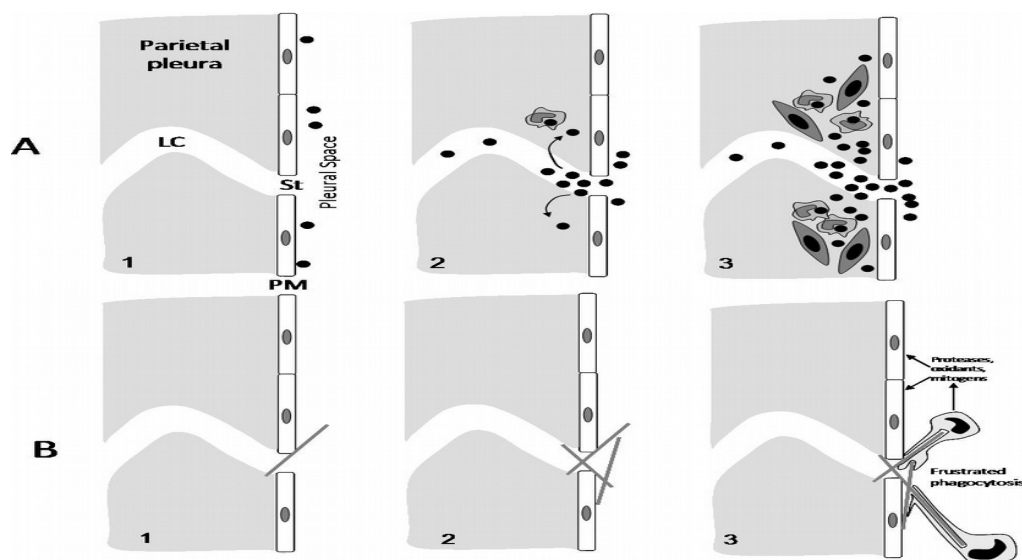 Parietal
pleura
A
LC
St
Pleural Space
1
PM
2
3
B
1
2
3
Proteases,
oxidants,
mitogens
Frustrated
phagocytosis